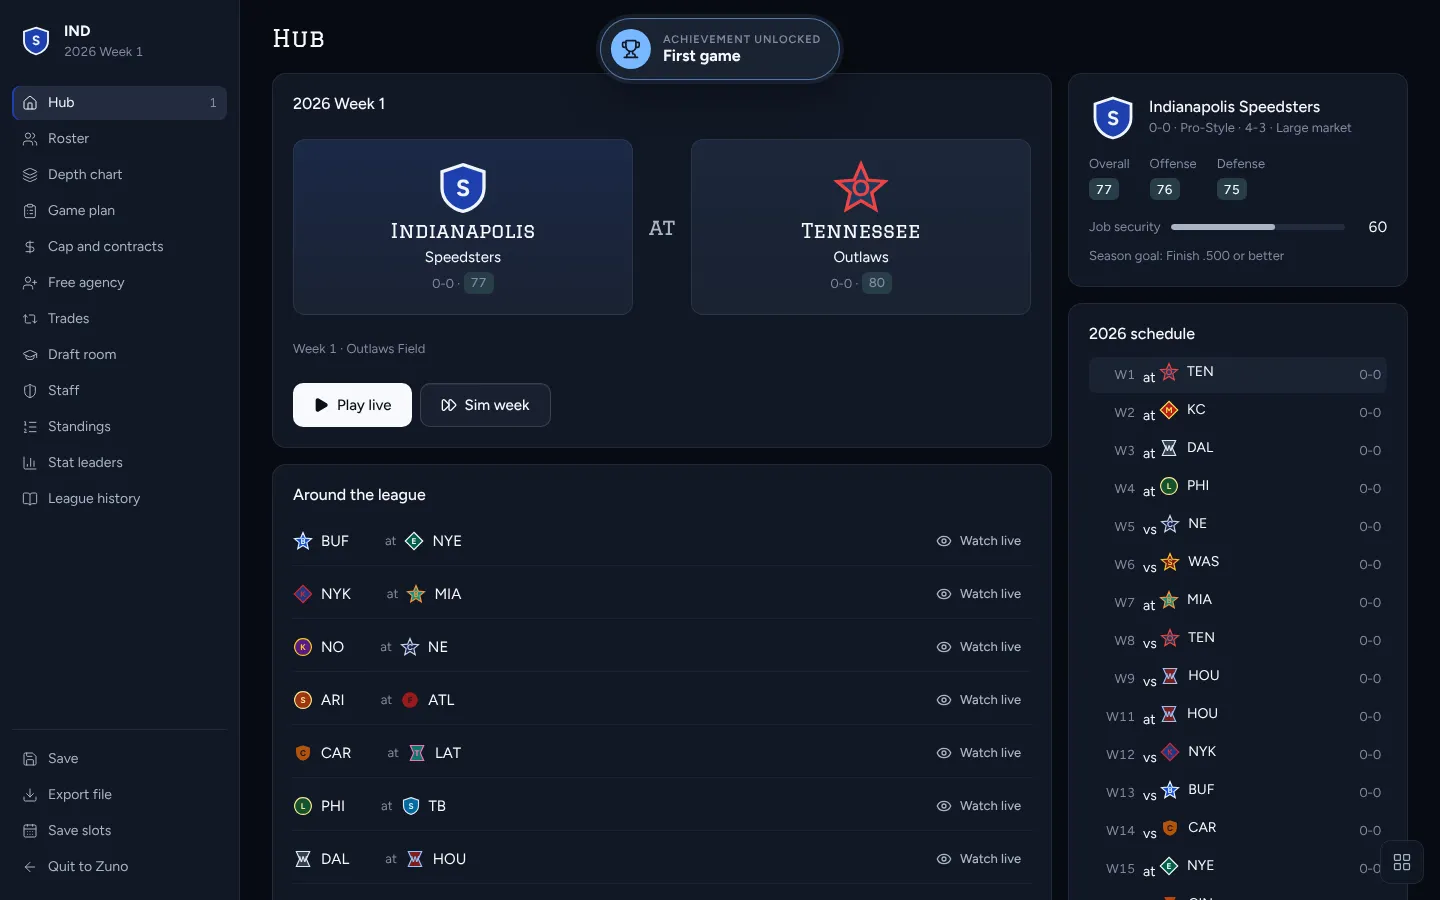 IND
2026 Week 1
Hub 1
Roster
Depth chart
Game plan
Cap and contracts
Free agency
Trades
Draft room
Staff
Standings
Stat leaders
League history
Save
Export file
Save slots
Quit to Zuno
Hub
ACHIEVEMENT UNLOCKED
First game
2026 Week 1
S
Indianapolis
Speedsters
0-0 · 77
AT
Tennessee
Outlaws
0-0 · 80
Week 1 · Outlaws Field
Play live
Sim week
Around the league
BUF at NYE Watch live
NYK at MIA Watch live
NO at NE Watch live
ARI at ATL Watch live
CAR at LAT Watch live
PHI at TB Watch live
DAL at HOU Watch live
S
Indianapolis Speedsters
0-0 · Pro-Style · 4-3 · Large market
Overall Offense Defense
77 76 75
Job security 60
Season goal: Finish .500 or better
2026 schedule
W1 at TEN 0-0
W2 at KC 0-0
W3 at DAL 0-0
W4 at PHI 0-0
W5 vs NE 0-0
W6 vs WAS 0-0
W7 at MIA 0-0
W8 vs TEN 0-0
W9 vs HOU 0-0
W11 at HOU 0-0
W12 vs NYK 0-0
W13 vs BUF 0-0
W14 vs CAR 0-0
W15 at NYE 0-0